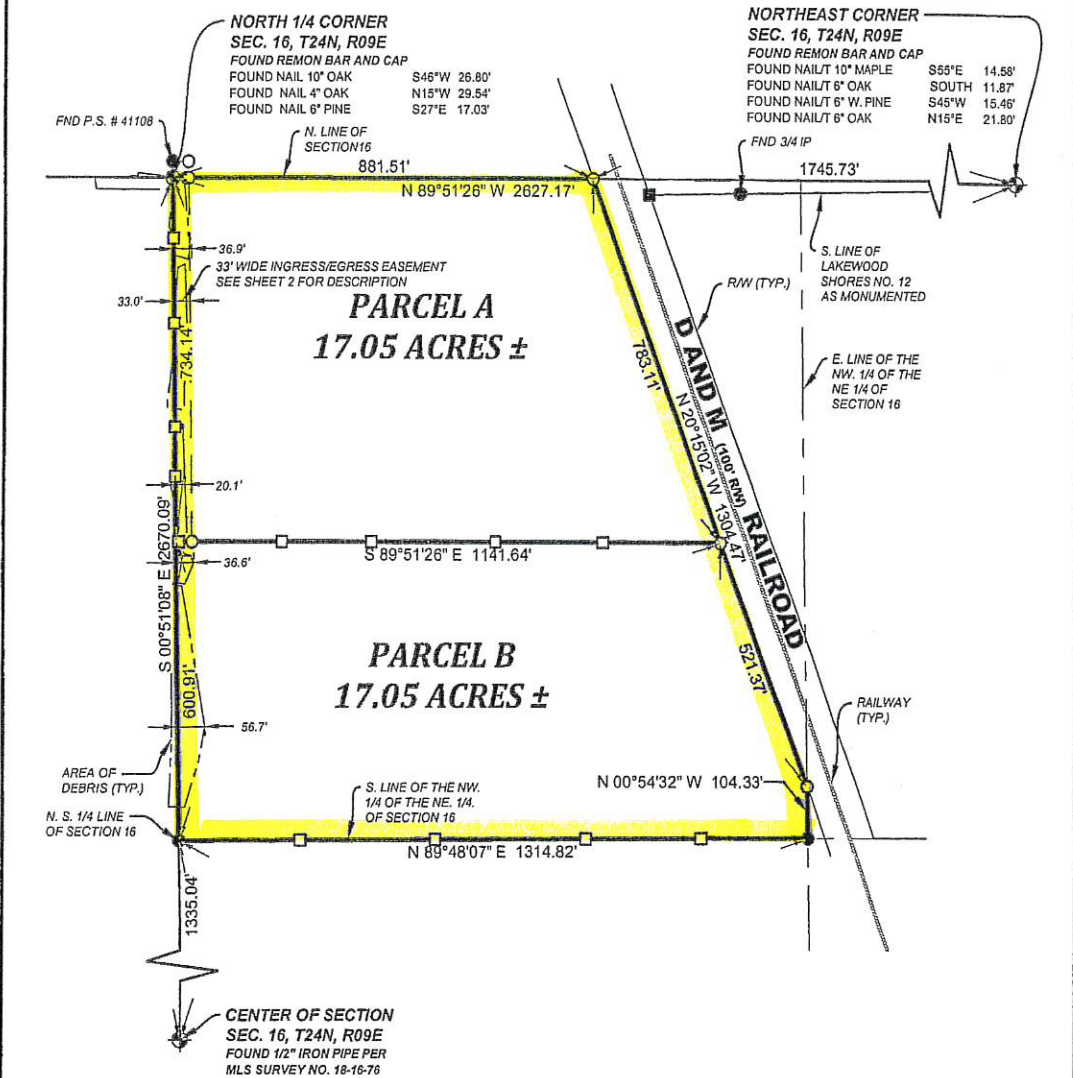 NORTH 1/4 CORNER
SEC. 16, T24N, R09E
FOUND REMON BAR AND CAP
FOUND NAIL 10" OAK S46°W 26.80'
FOUND NAIL 4" OAK N15°W 29.54'
FOUND NAIL 6" PINE S27°E 17.03'
NORTHEAST CORNER
SEC. 16, T24N, R09E
FOUND REMON BAR AND CAP
FOUND NAIL/T 10" MAPLE S55°E 14.58'
FOUND NAIL/T 6" OAK SOUTH 11.87'
FOUND NAIL/T 6" W. PINE S45°W 15.46'
FOUND NAIL/T 6" OAK N15°E 21.80'
FND P.S. # 41108
N. LINE OF
SECTION16
FND 3/4 IP
881.51'
1745.73'
N 89°51'26" W 2627.17'
36.9'
33' WIDE INGRESS/EGRESS EASEMENT
SEE SHEET 2 FOR DESCRIPTION
33.0'
734.14'
PARCEL A
17.05 ACRES ±
S. LINE OF
LAKEWOOD
SHORES NO. 12
AS MONUMENTED
R/W (TYP.)
D AND M (100' R/W) RAILROAD
783.11'
N 20°15'02" W 1304.47'
E. LINE OF THE
NW. 1/4 OF THE
NE 1/4 OF
SECTION 16
20.1'
S 00°51'08" E 2670.09'
S 89°51'26" E 1141.64'
36.6'
PARCEL B
17.05 ACRES ±
600.91'
521.37'
56.7'
RAILWAY
(TYP.)
AREA OF
DEBRIS (TYP.)
N 00°54'32" W 104.33'
S. LINE OF THE NW.
1/4 OF THE NE. 1/4.
OF SECTION 16
N. S. 1/4 LINE
OF SECTION 16
N 89°48'07" E 1314.82'
1335.04'
CENTER OF SECTION
SEC. 16, T24N, R09E
FOUND 1/2" IRON PIPE PER
MLS SURVEY NO. 18-16-76